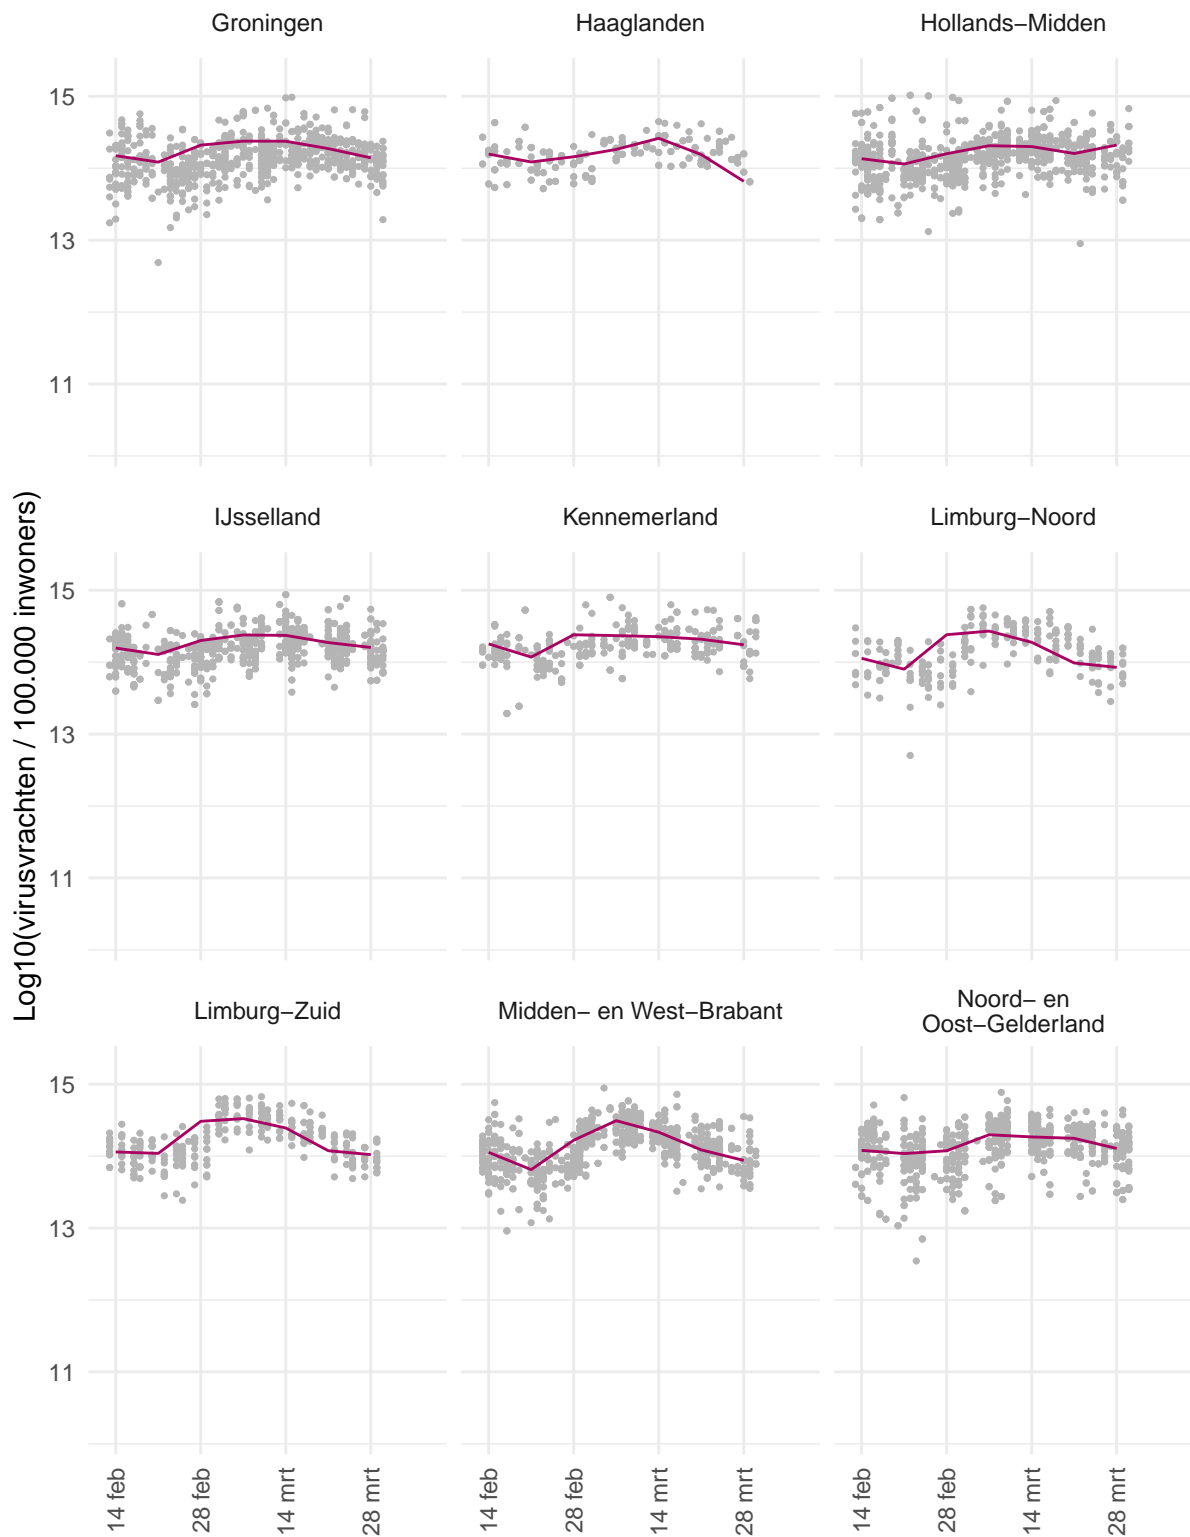 Groningen
Haaglanden
Hollands−Midden
15
13
11
IJsselland
Kennemerland
Limburg−Noord
15
13
11
Log10(virusvrachten / 100.000 inwoners)
Limburg−Zuid
Midden− en West−Brabant
Noord− en
Oost−Gelderland
15
13
11
14 feb
28 feb
14 mrt
28 mrt
14 feb
28 feb
14 mrt
28 mrt
14 feb
28 feb
14 mrt
28 mrt